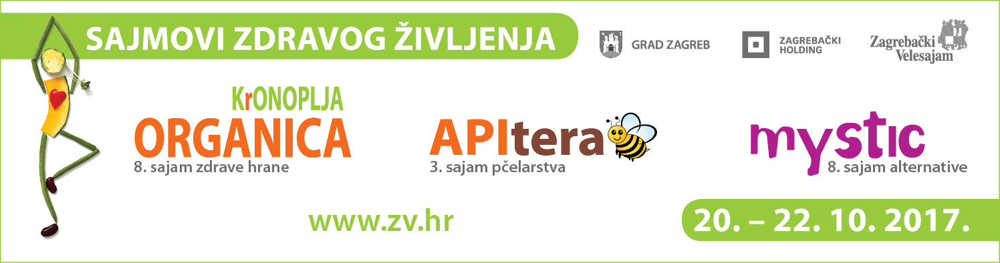 SAJMOVI ZDRAVOG ŽIVLJENJA
GRAD ZAGREB
ZAGREBAČKI
HOLDING
Zagrebački
Velesajam
KrONOPLJA
ORGANICA
8. sajam zdrave hrane
APItera
3. sajam pčelarstva
mystic
8. sajam alternative
www.zv.hr
20. – 22. 10. 2017.